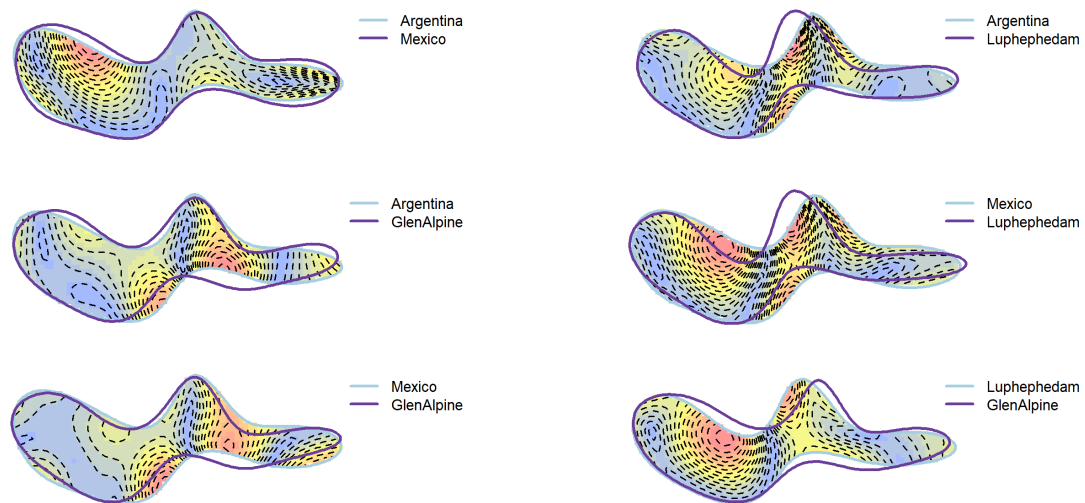 Argentina
Mexico
Argentina
Luphephedam
Argentina
GlenAlpine
Mexico
Luphephedam
Mexico
GlenAlpine
Luphephedam
GlenAlpine